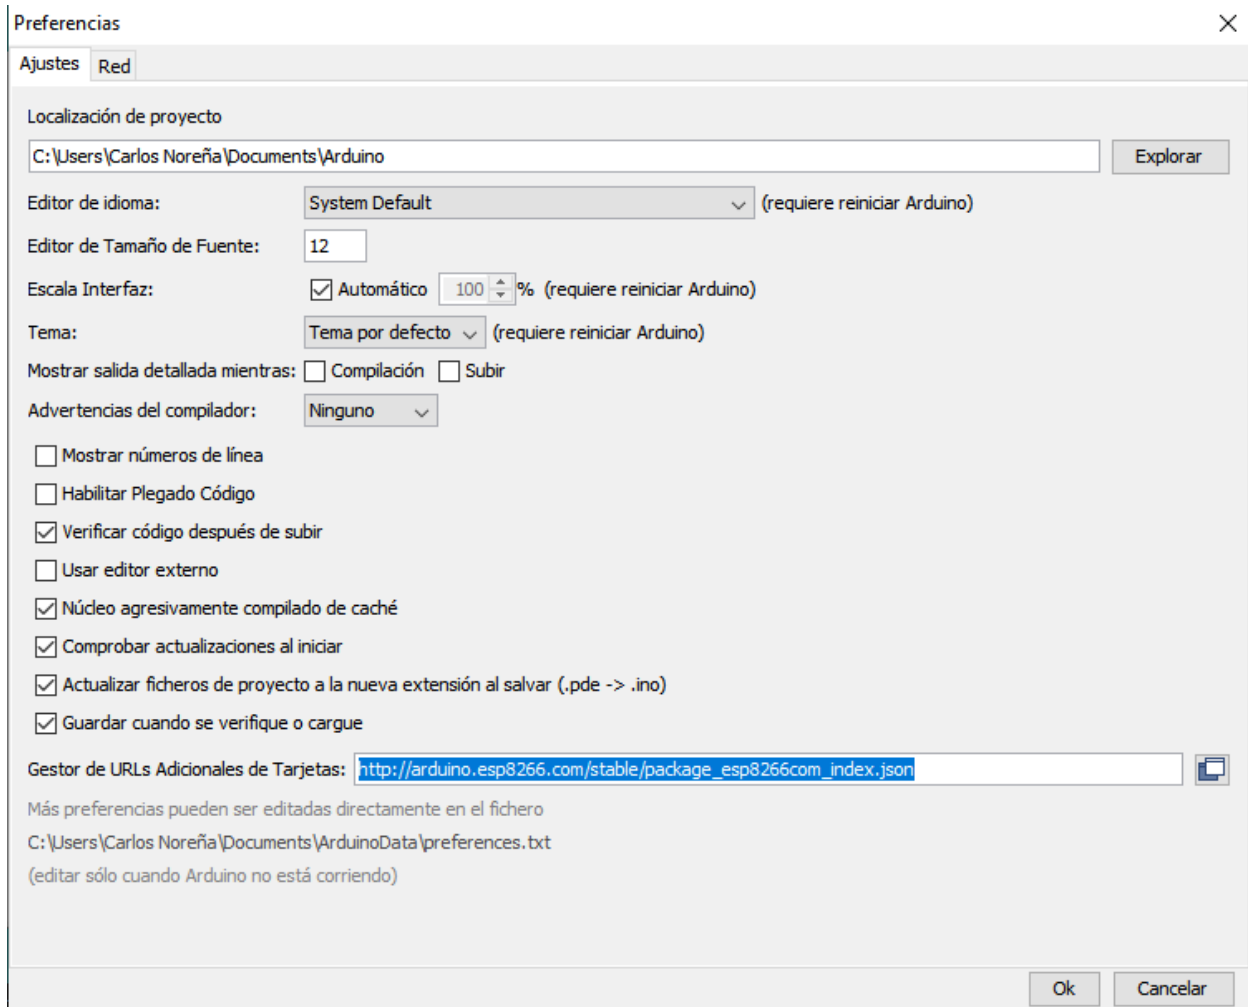 Preferencias
Ajustes Red
Localización de proyecto
C:\Users\Carlos Noreña\Documents\Arduino Explorar
Editor de idioma: System Default (requiere reiniciar Arduino)
Editor de Tamaño de Fuente: 12
Escala Interfaz: Automático 100 % (requiere reiniciar Arduino)
Tema: Tema por defecto (requiere reiniciar Arduino)
Mostrar salida detallada mientras: Compilación Subir
Advertencias del compilador: Ninguno
Mostrar números de línea
Habilitar Plegado Código
Verificar código después de subir
Usar editor externo
Núcleo agresivamente compilado de caché
Comprobar actualizaciones al iniciar
Actualizar ficheros de proyecto a la nueva extensión al salvar (.pde -> .ino)
Guardar cuando se verifique o cargue
Gestor de URLs Adicionales de Tarjetas: http://arduino.esp8266.com/stable/package_esp8266com_index.json
Más preferencias pueden ser editadas directamente en el fichero
C:\Users\Carlos Noreña\Documents\ArduinoData\preferences.txt
(editar sólo cuando Arduino no está corriendo)
Ok Cancelar